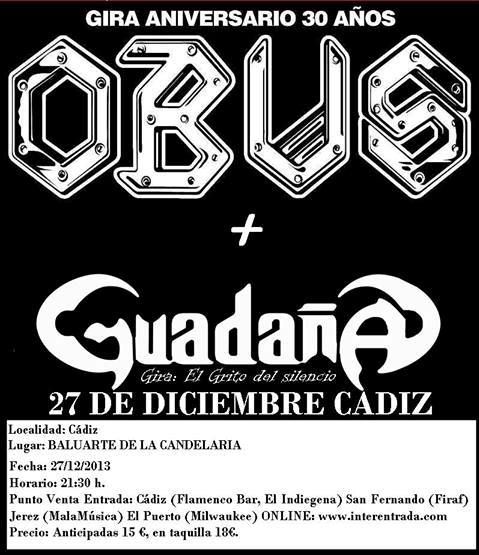 GIRA ANIVERSARIO 30 AÑOS
OBUS
+
GuadañA
Gira: El Grito del silencio
27 DE DICIEMBRE CADIZ
Localidad: Cádiz
Lugar: BALUARTE DE LA CANDELARIA
Fecha: 27/12/2013
Horario: 21:30 h.
Punto Venta Entrada: Cádiz (Flamenco Bar, El Indiegena) San Fernando (Firaf)
Jerez (MalaMúsica) El Puerto (Milwaukee) ONLINE: www.interentrada.com
Precio: Anticipadas 15 €, en taquilla 18€.